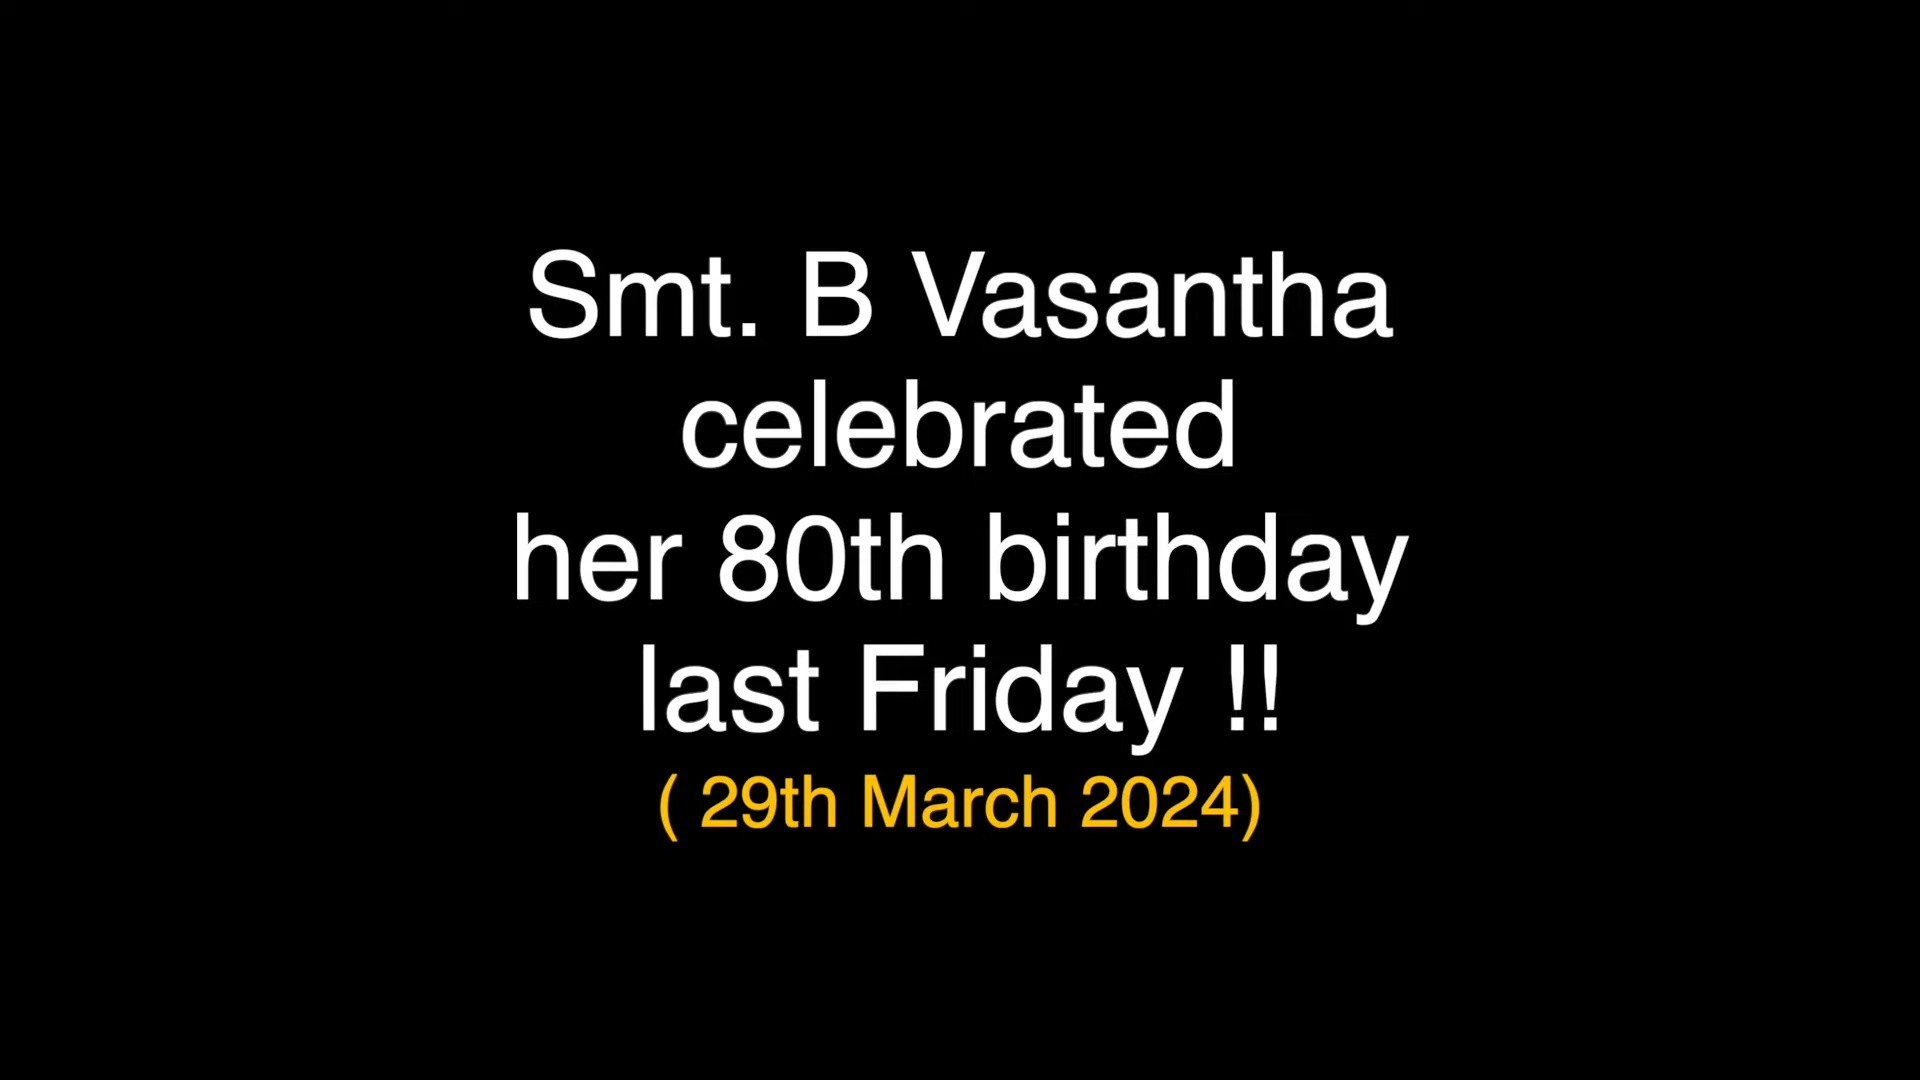 Smt. B Vasantha
celebrated
her 80th birthday
last Friday !!
( 29th March 2024)